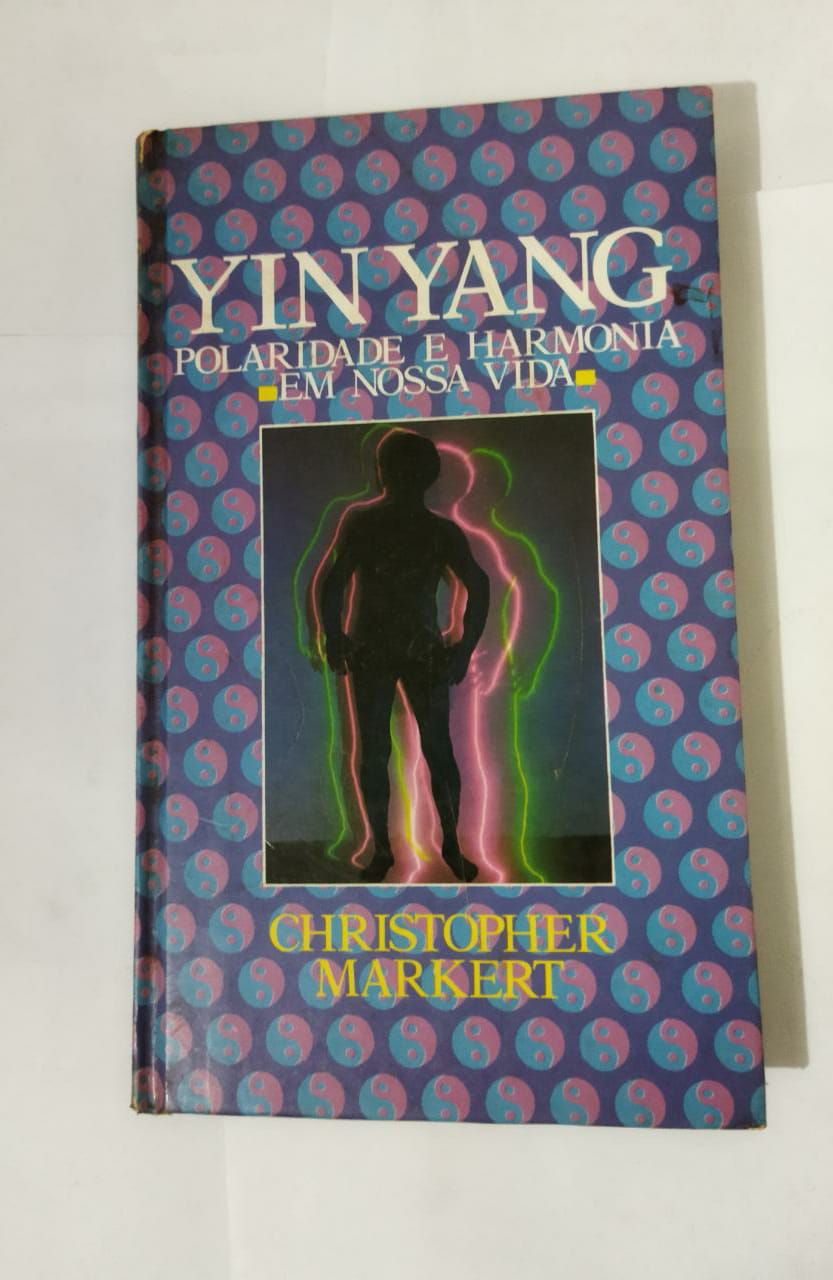 YIN YANG
POLARIDADE E HARMONIA
EM NOSSA VIDA
CHRISTOPHER
MARKERT